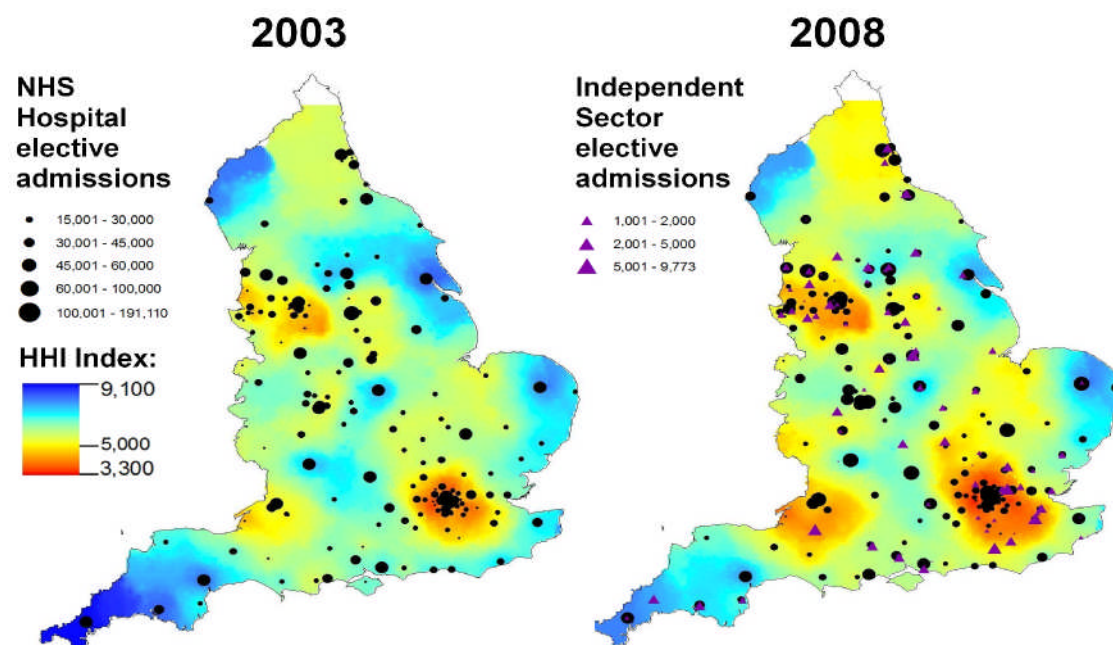 2003
2008
NHS
Hospital
elective
admissions
15,001 - 30,000
30,001 - 45,000
45,001 - 60,000
60,001 - 100,000
100,001 - 191,110
HHI Index:
9,100
5,000
3,300
Independent
Sector
elective
admissions
1,001 - 2,000
2,001 - 5,000
5,001 - 9,773